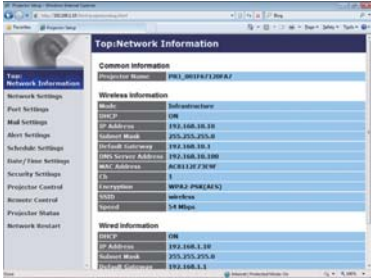 Top:Network Information
Common Information
Projector Name
Wireless Information
Mode Infrastructure
DHCP ON
IP Address 192.168.10.10
Subnet Mask 255.255.255.0
Default Gateway 192.168.10.1
DNS Server Address 192.168.10.100
MAC Address
Ch 1
Encryption WPA2-PSK(AES)
SSID wireless
Speed 54 Mbps
Wired Information
DHCP ON
IP Address 192.168.1.10
Subnet Mask 255.255.255.0
Default Gateway 192.168.1.1
Top:
Network Information
Network Settings
Port Settings
Mail Settings
Alert Settings
Schedule Settings
Date/Time Settings
Security Settings
Projector Control
Remote Control
Projector Status
Network Restart